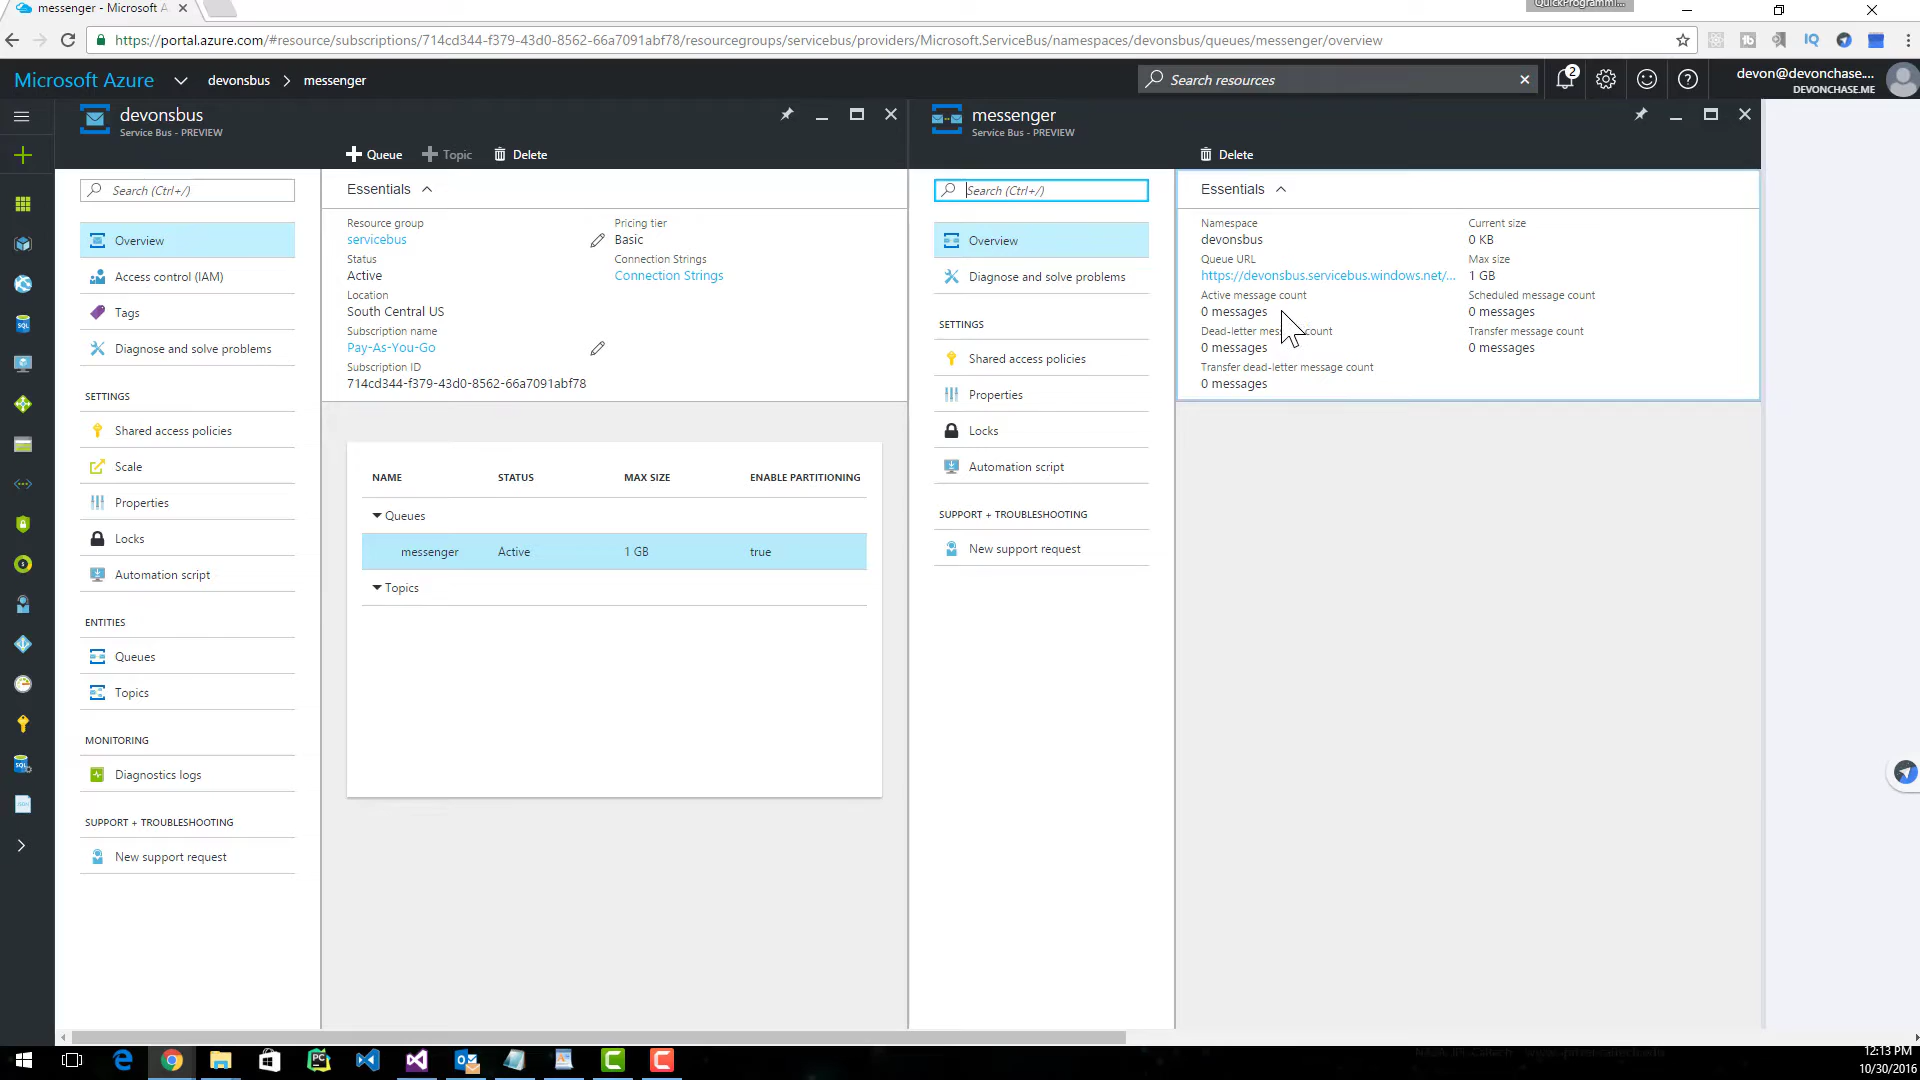 messenger - Microsoft A
QuickProgrammi...
https://portal.azure.com/#resource/subscriptions/714cd344-f379-43d0-8562-66a7091abf78/resourcegroups/servicebus/providers/Microsoft.ServiceBus/namespaces/devonsbus/queues/messenger/overview
Microsoft Azure
devonsbus
messenger
Search resources
2
devon@devonchase....
DEVONCHASE.ME
devonsbus
Service Bus - PREVIEW
Queue
Topic
Delete
Search (Ctrl+/)
Overview
Access control (IAM)
Tags
Diagnose and solve problems
SETTINGS
Shared access policies
Scale
Properties
Locks
Automation script
ENTITIES
Queues
Topics
MONITORING
Diagnostics logs
SUPPORT + TROUBLESHOOTING
New support request
Essentials
Resource group
servicebus
Status
Active
Location
South Central US
Subscription name
Pay-As-You-Go
Subscription ID
714cd344-f379-43d0-8562-66a7091abf78
Pricing tier
Basic
Connection Strings
Connection Strings
NAME STATUS MAX SIZE ENABLE PARTITIONING
Queues
messenger Active 1 GB true
Topics
messenger
Service Bus - PREVIEW
Delete
Search (Ctrl+/)
Overview
Diagnose and solve problems
SETTINGS
Shared access policies
Properties
Locks
Automation script
SUPPORT + TROUBLESHOOTING
New support request
Essentials
Namespace
devonsbus
Queue URL
https://devonsbus.servicebus.windows.net/...
Active message count
0 messages
Dead-letter mes count
0 messages
Transfer dead-letter message count
0 messages
Current size
0 KB
Max size
1 GB
Scheduled message count
0 messages
Transfer message count
0 messages
12:13 PM
10/30/2016